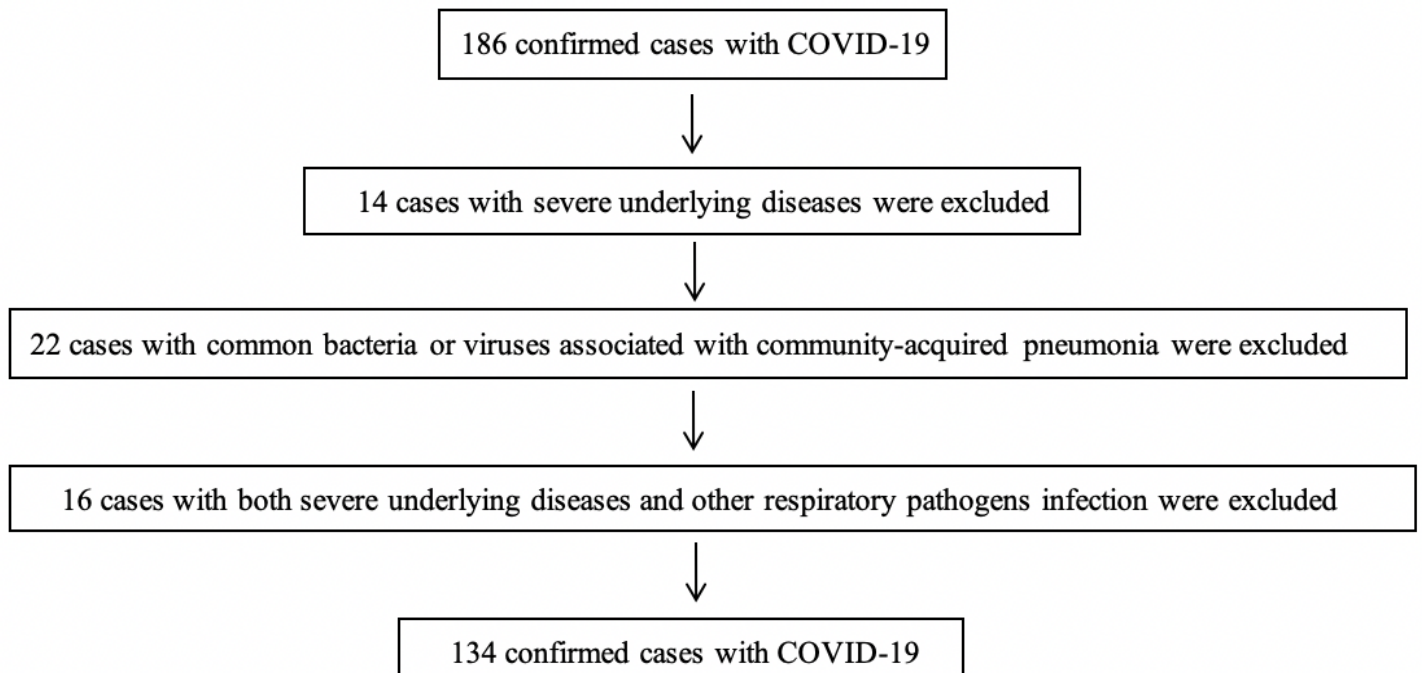 186 confirmed cases with COVID-19
14 cases with severe underlying diseases were excluded
22 cases with common bacteria or viruses associated with community-acquired pneumonia were excluded
16 cases with both severe underlying diseases and other respiratory pathogens infection were excluded
134 confirmed cases with COVID-19